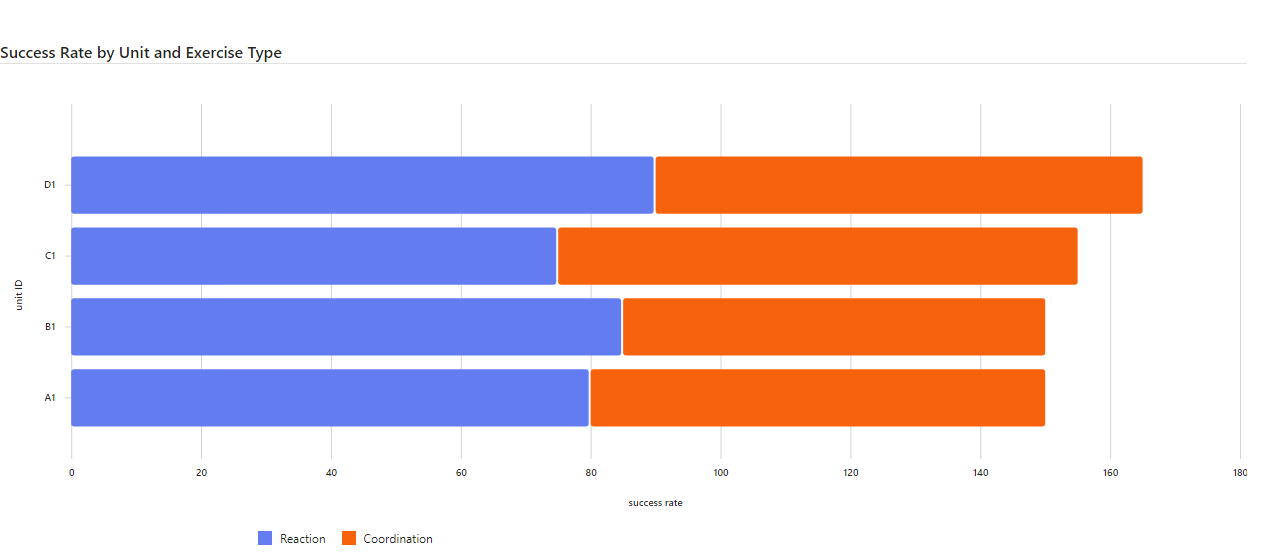 Success Rate by Unit and Exercise Type
D1
C1
B1
A1
unit ID
0 20 40 60 80 100 120 140 160 180
success rate
Reaction Coordination